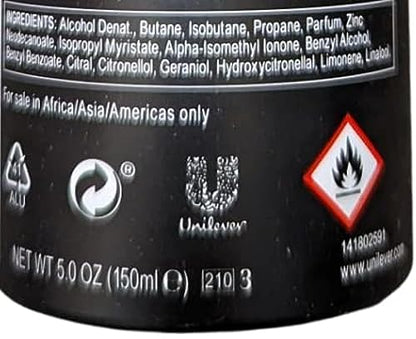 INGREDIENTS: Alcohol Denat., Butane, Isobutane, Propane, Parfum, Zinc
Neodecanoate, Isopropyl Myristate, Alpha-Isomethyl Ionone, Benzyl Alcohol,
Benzyl Benzoate, Citral, Citronellol, Geraniol, Hydroxycitronellal, Limonene, Linalool.
For sale in Africa/Asia/Americas only
41
ALU
®
Unilever
NET WT 5.0 OZ (150ml ℮) 210 3
141802591
www.unilever.com